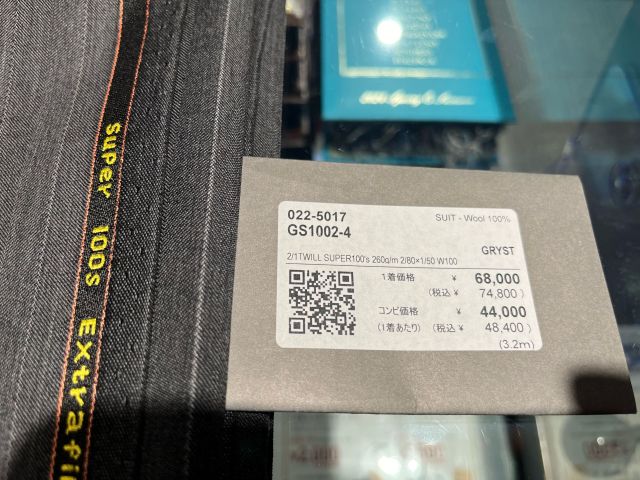 Super 100s Extrafi
022-5017
SUIT - Wool 100%
GS1002-4
GRYST
2/1TWILL SUPER100's 260g/m 2/80×1/50 W100
1着価格 ¥ 68,000
(税込 ¥ 74,800)
コンビ価格 ¥ 44,000
(1着あたり) (税込 ¥ 48,400)
(3.2m)